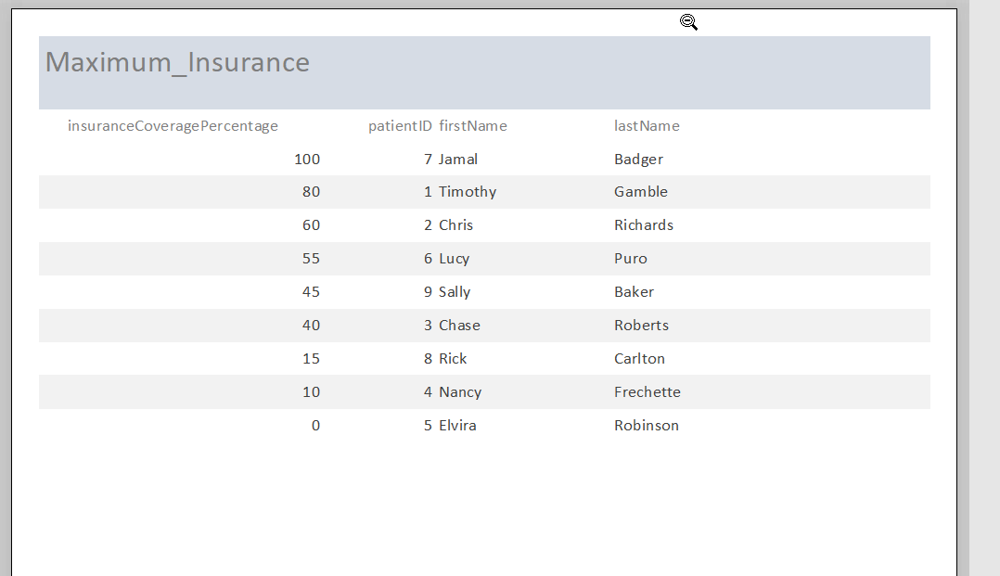 Maximum_Insurance
insuranceCoveragePercentage patientID firstName lastName
100 7 Jamal Badger
80 1 Timothy Gamble
60 2 Chris Richards
55 6 Lucy Puro
45 9 Sally Baker
40 3 Chase Roberts
15 8 Rick Carlton
10 4 Nancy Frechette
0 5 Elvira Robinson